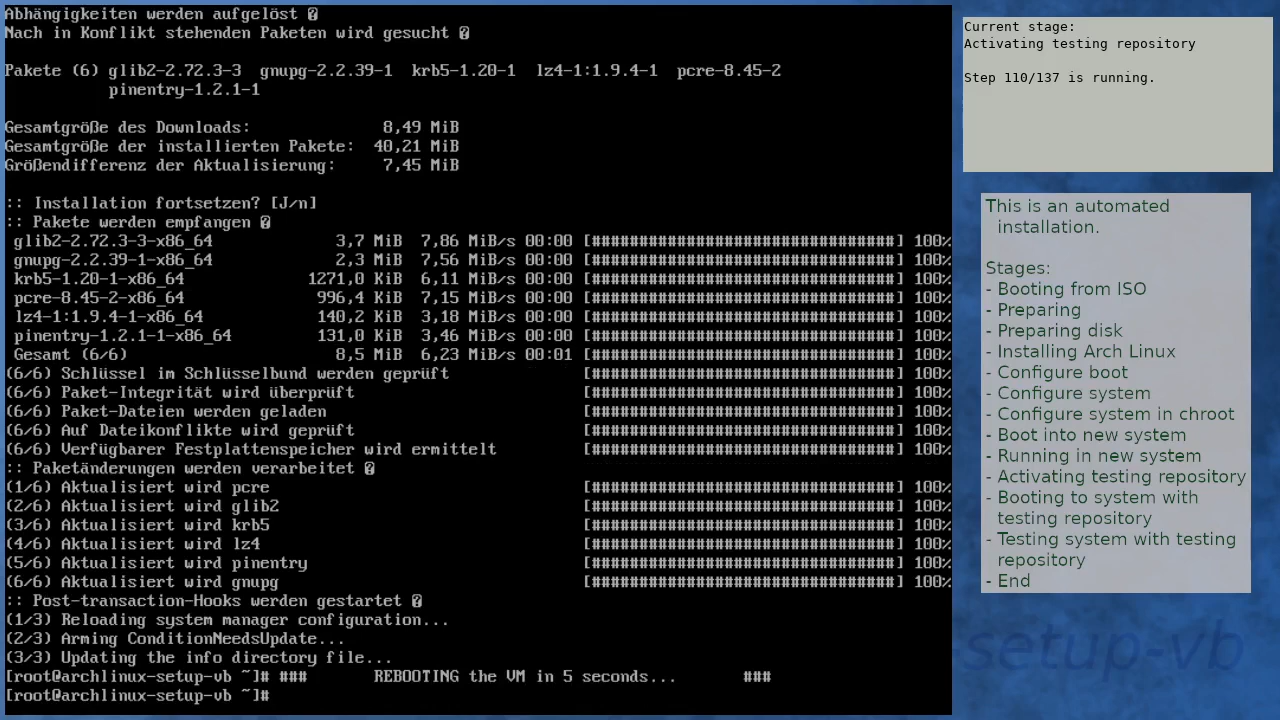 Abhängigkeiten werden aufgelöst �
Nach in Konflikt stehenden Paketen wird gesucht �
Pakete (6) glib2-2.72.3-3  gnupg-2.2.39-1  krb5-1.20-1  lz4-1:1.9.4-1  pcre-8.45-2
pinentry-1.2.1-1
Gesamtgröße des Downloads:              8,49 MiB
Gesamtgröße der installierten Pakete:  40,21 MiB
Größendifferenz der Aktualisierung:     7,45 MiB
:: Installation fortsetzen? [J/n]
:: Pakete werden empfangen �
glib2-2.72.3-3-x86_64             3,7 MiB  7,86 MiB/s 00:00 [################################] 100%
gnupg-2.2.39-1-x86_64             2,3 MiB  7,56 MiB/s 00:00 [################################] 100%
krb5-1.20-1-x86_64             1271,0 KiB  6,11 MiB/s 00:00 [################################] 100%
pcre-8.45-2-x86_64              996,4 KiB  7,15 MiB/s 00:00 [################################] 100%
lz4-1:1.9.4-1-x86_64            140,2 KiB  3,18 MiB/s 00:00 [################################] 100%
pinentry-1.2.1-1-x86_64         131,0 KiB  3,46 MiB/s 00:00 [################################] 100%
Gesamt (6/6)                      8,5 MiB  6,23 MiB/s 00:01 [################################] 100%
(6/6) Schlüssel im Schlüsselbund werden geprüft              [################################] 100%
(6/6) Paket-Integrität wird überprüft                        [################################] 100%
(6/6) Paket-Dateien werden geladen                           [################################] 100%
(6/6) Auf Dateikonflikte wird geprüft                        [################################] 100%
(6/6) Verfügbarer Festplattenspeicher wird ermittelt         [################################] 100%
:: Paketänderungen werden verarbeitet �
(1/6) Aktualisiert wird pcre                                 [################################] 100%
(2/6) Aktualisiert wird glib2                                [################################] 100%
(3/6) Aktualisiert wird krb5                                 [################################] 100%
(4/6) Aktualisiert wird lz4                                  [################################] 100%
(5/6) Aktualisiert wird pinentry                             [################################] 100%
(6/6) Aktualisiert wird gnupg                                [################################] 100%
:: Post-transaction-Hooks werden gestartet �
(1/3) Reloading system manager configuration...
(2/3) Arming ConditionNeedsUpdate...
(3/3) Updating the info directory file...
[root@archlinux-setup-vb ~]# ###       REBOOTING the VM in 5 seconds...       ###
[root@archlinux-setup-vb ~]#
Current stage:
Activating testing repository
Step 110/137 is running.
This is an automated
installation.
Stages:
- Booting from ISO
- Preparing
- Preparing disk
- Installing Arch Linux
- Configure boot
- Configure system
- Configure system in chroot
- Boot into new system
- Running in new system
- Activating testing repository
- Booting to system with
testing repository
- Testing system with testing
repository
- End
-setup-vb